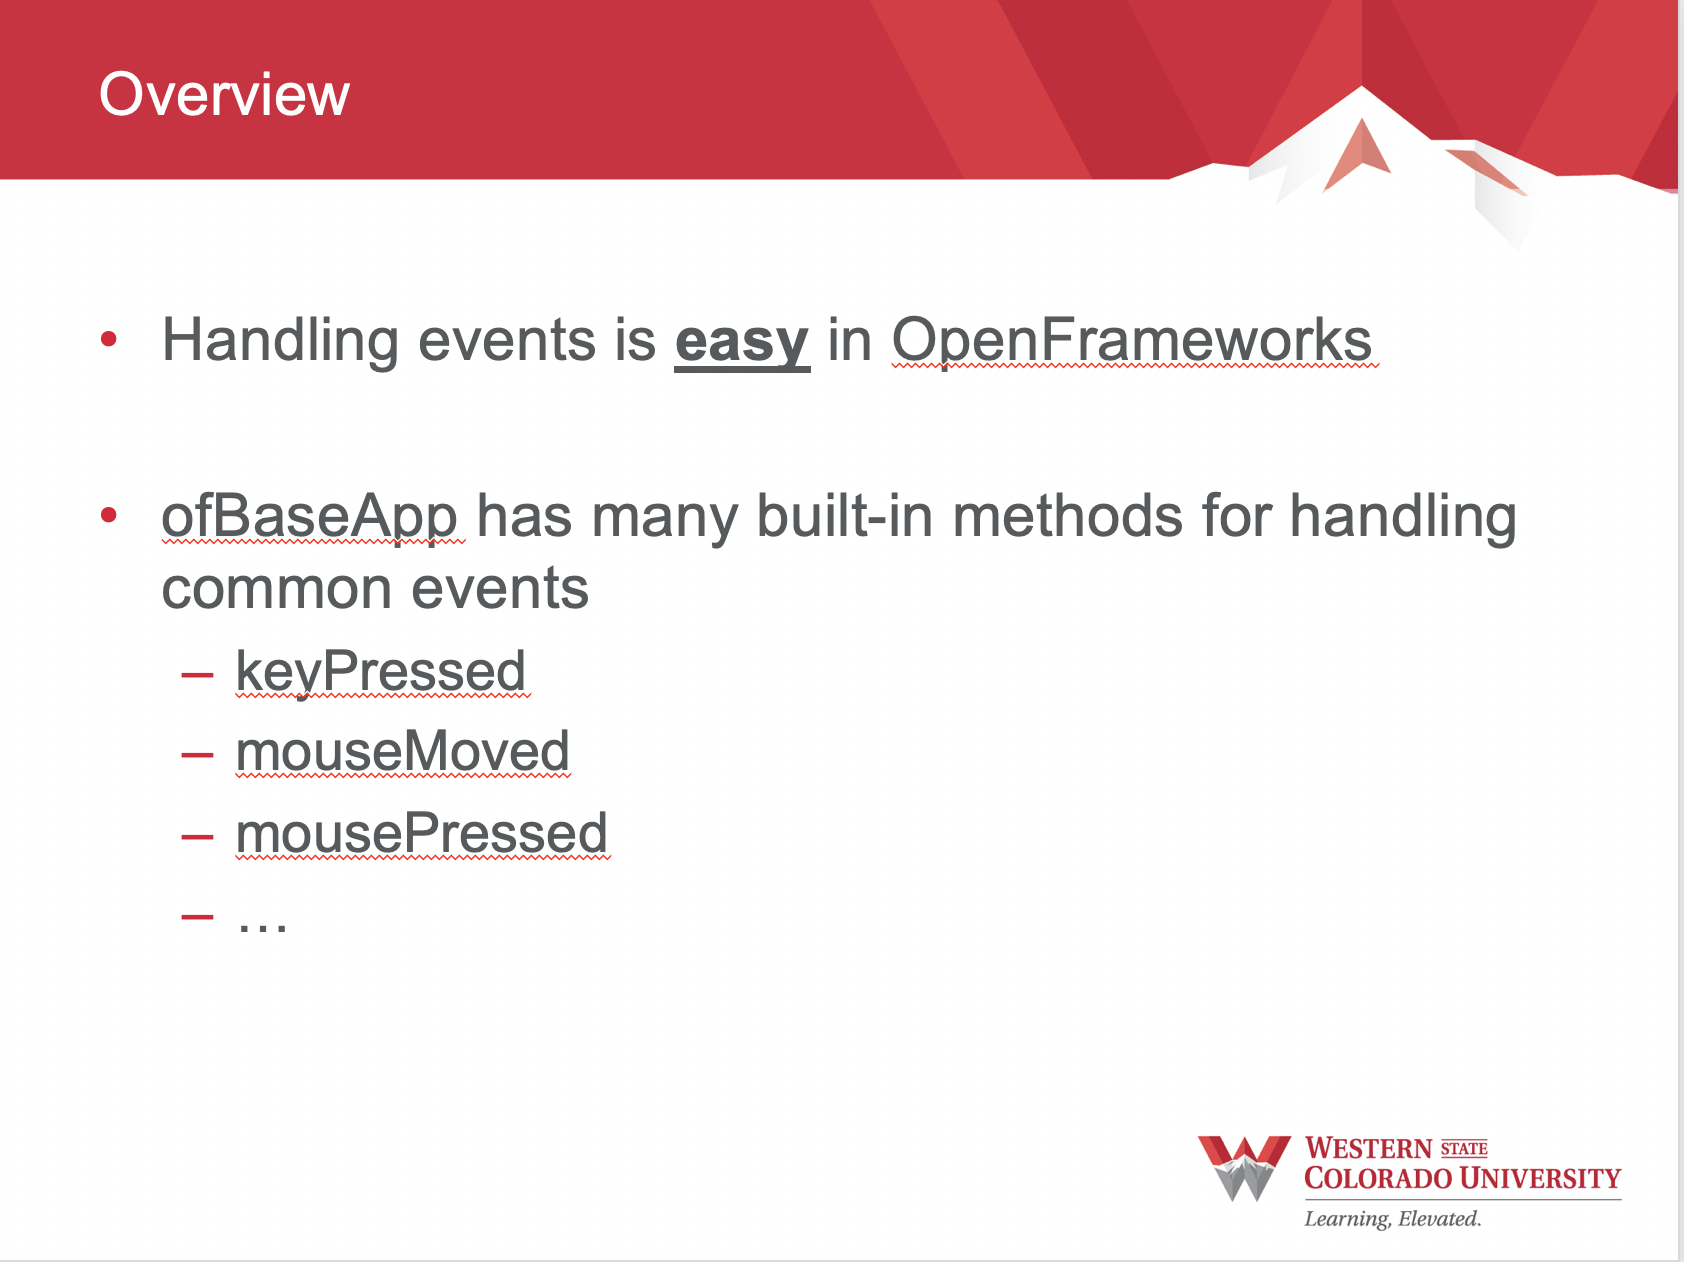 Overview
• Handling events is easy in OpenFrameworks
• ofBaseApp has many built-in methods for handling
common events
– keyPressed
– mouseMoved
– mousePressed
– …
WESTERN STATE
COLORADO UNIVERSITY
Learning, Elevated.